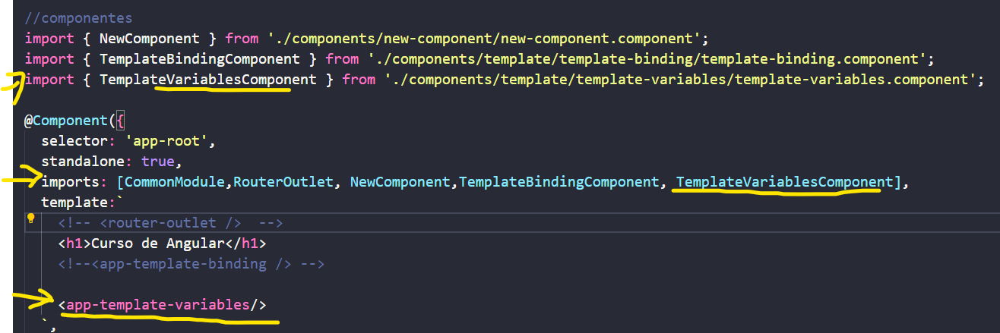 //componentes
import { NewComponent } from './components/new-component/new-component.component';
import { TemplateBindingComponent } from './components/template/template-binding/template-binding.component';
import { TemplateVariablesComponent } from './components/template/template-variables/template-variables.component';
@Component({
selector: 'app-root',
standalone: true,
imports: [CommonModule,RouterOutlet, NewComponent,TemplateBindingComponent, TemplateVariablesComponent],
template:`
<!-- <router-outlet />  -->
<h1>Curso de Angular</h1>
<!--<app-template-binding /> -->
<app-template-variables/>
`,